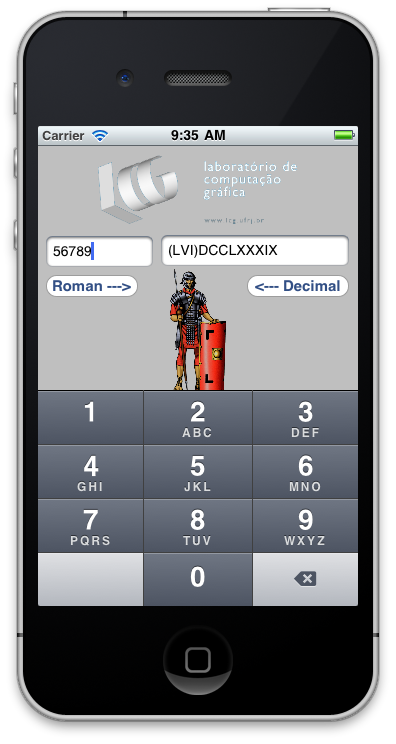 Carrier 9:35 AM
LCG
laboratório de
computação
gráfica
www.lcg.ufrj.br
56789 (LVI)DCCLXXXIX
Roman ---> <--- Decimal
1 2 3
ABC DEF
4 5 6
GHI JKL MNO
7 8 9
PQRS TUV WXYZ
0